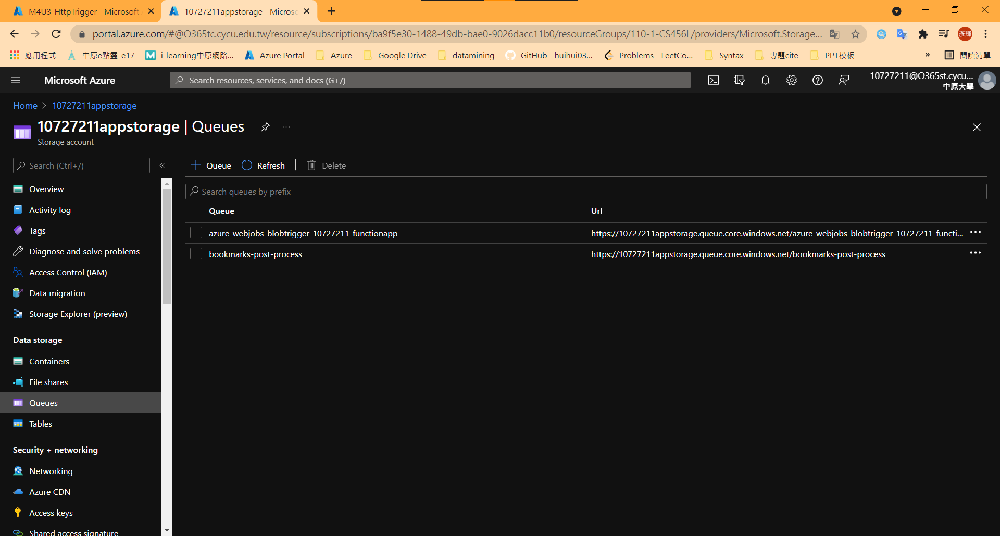 M4U3-HttpTrigger - Microsoft
10727211appstorage - Micros
portal.azure.com/#@O365tc.cycu.edu.tw/resource/subscriptions/ba9f5e30-1488-49db-bae0-9026dacc11b0/resourceGroups/110-1-CS456L/providers/Microsoft.Storage...
彥輝
應用程式
中原e點靈_e17
i-learning中原網路...
Azure Portal
Azure
Google Drive
datamining
GitHub - huihui03...
Problems - LeetCo...
Syntax
專題cite
PPT模板
»
閱讀清單
Microsoft Azure
Search resources, services, and docs (G+/)
10727211@O365st.cycu...
中原大學
Home > 10727211appstorage
10727211appstorage | Queues
...
Storage account
Search (Ctrl+/)
«
Overview
Activity log
Tags
Diagnose and solve problems
Access Control (IAM)
Data migration
Storage Explorer (preview)
Data storage
Containers
File shares
Queues
Tables
Security + networking
Networking
Azure CDN
Access keys
Shared access signature
Queue
Refresh
Delete
Search queues by prefix
Queue Url
azure-webjobs-blobtrigger-10727211-functionapp https://10727211appstorage.queue.core.windows.net/azure-webjobs-blobtrigger-10727211-functi...
bookmarks-post-process https://10727211appstorage.queue.core.windows.net/bookmarks-post-process